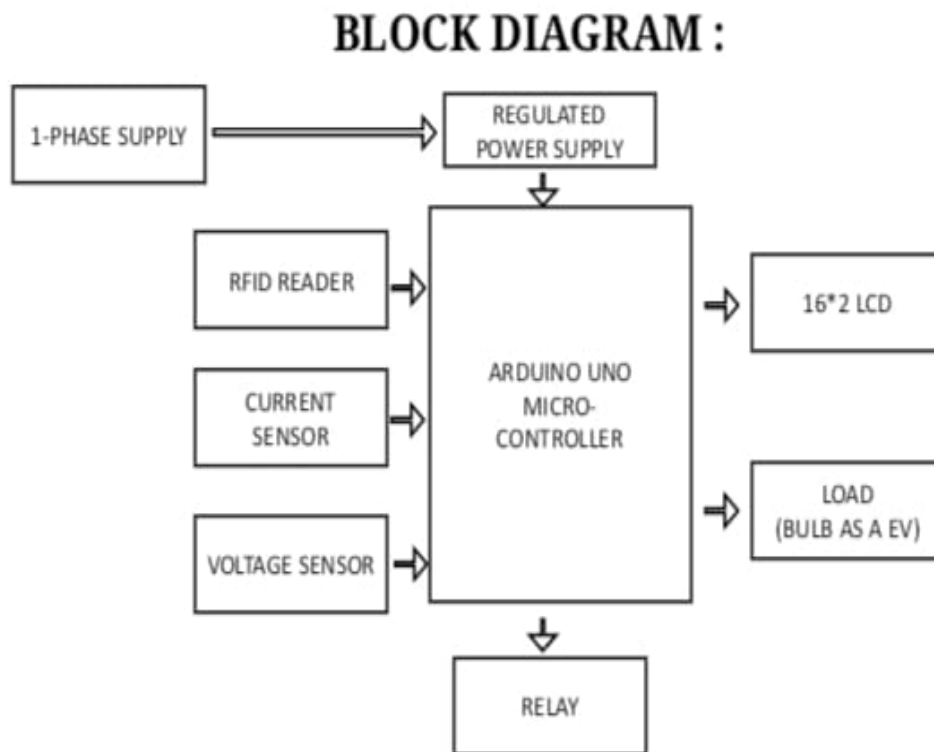 BLOCK DIAGRAM :
1-PHASE SUPPLY
REGULATED
POWER SUPPLY
RFID READER
16*2 LCD
CURRENT
SENSOR
ARDUINO UNO
MICRO-
CONTROLLER
VOLTAGE SENSOR
LOAD
(BULB AS A EV)
RELAY